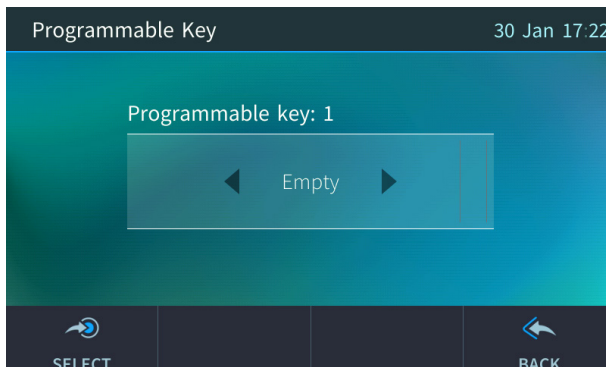 Programmable Key
30 Jan 17:22
Programmable key: 1
Empty
SELECT
BACK